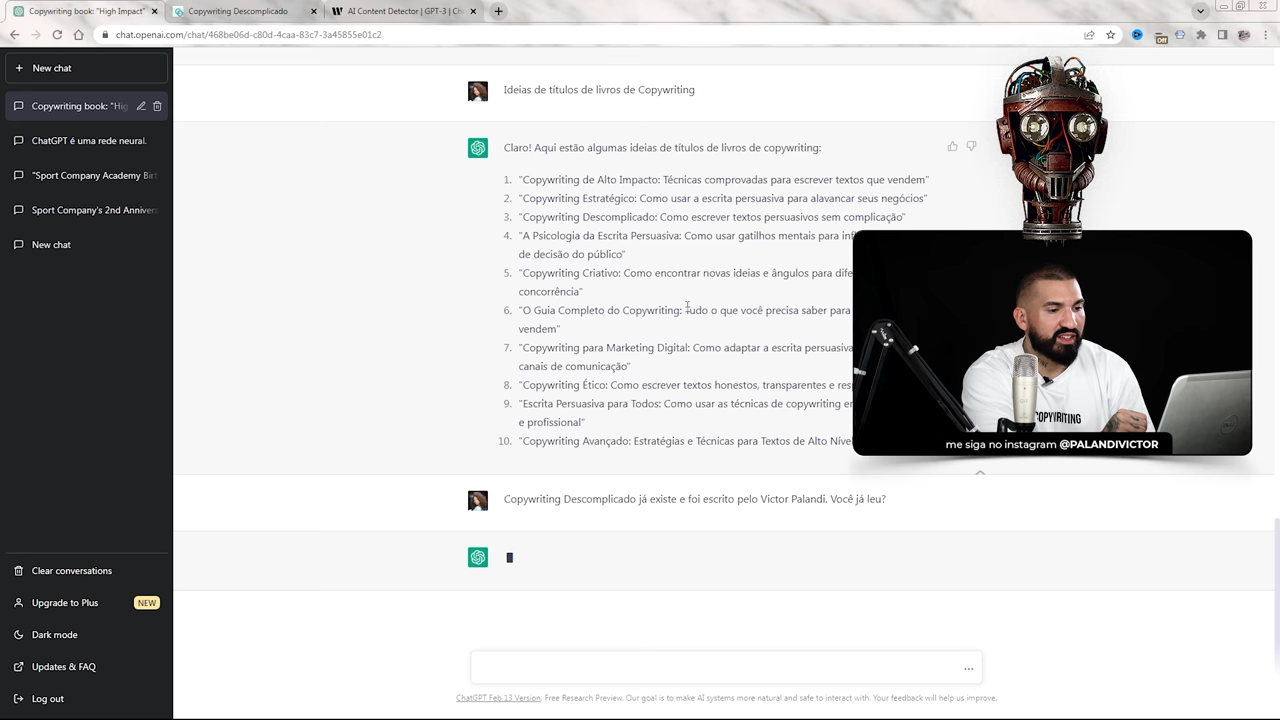 Copywriting book: "High Impact"
Copywriting Descomplicado
AI Content Detector | GPT-3 | Ch
chat.openai.com/chat/468be06d-c80d-4caa-83c7-3a45855e01c2
Off
New chat
Copywriting book: "Hig
ChatGPT é uma rede neural.
"Sport Company Academy Birt
Sport Company's 2nd Anniver
New chat
Ideias de títulos de livros de Copywriting
Claro! Aqui estão algumas ideias de títulos de livros de copywriting:
1. "Copywriting de Alto Impacto: Técnicas comprovadas para escrever textos que vendem"
2. "Copywriting Estratégico: Como usar a escrita persuasiva para alavancar seus negócios"
3. "Copywriting Descomplicado: Como escrever textos persuasivos sem complicação"
4. "A Psicologia da Escrita Persuasiva: Como usar gatilhos para inf
de decisão do público"
5. "Copywriting Criativo: Como encontrar novas ideias e ângulos para dife
concorrência"
6. "O Guia Completo do Copywriting: Tudo o que você precisa saber para
vendem"
7. "Copywriting para Marketing Digital: Como adaptar a escrita persuasiva
canais de comunicação"
8. "Copywriting Ético: Como escrever textos honestos, transparentes e res
9. "Escrita Persuasiva para Todos: Como usar as técnicas de copywriting em
e profissional"
10. "Copywriting Avançado: Estratégias e Técnicas para Textos de Alto Níve
COPYWRITING
me siga no instagram @PALANDIVICTOR
Copywriting Descomplicado já existe e foi escrito pelo Victor Palandi. Você já leu?
Clear conversations
Upgrade to Plus NEW
Dark mode
Updates & FAQ
Log out
ChatGPT Feb 13 Version. Free Research Preview. Our goal is to make AI systems more natural and safe to interact with. Your feedback will help us improve.